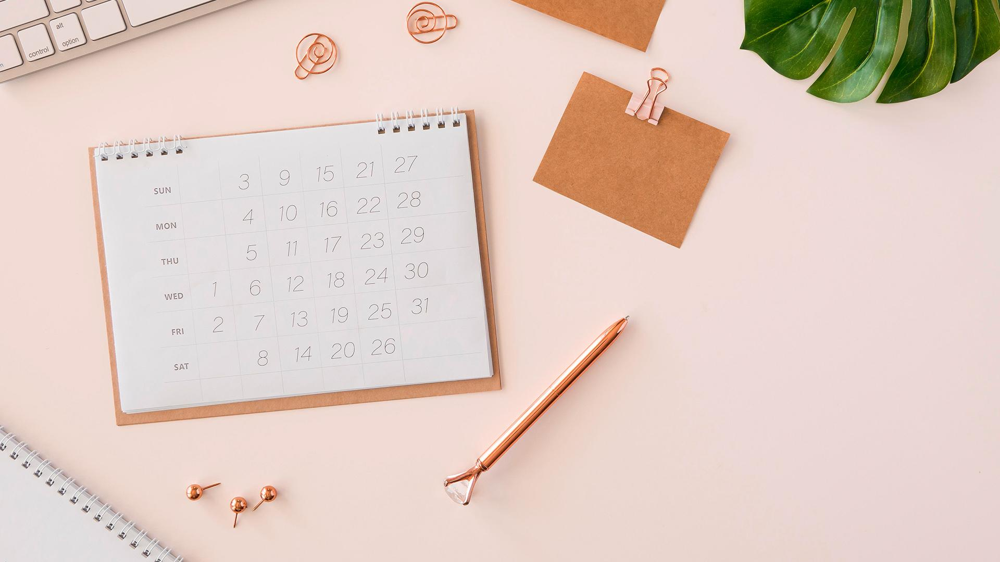 alt
option
control
SUN 3 9 15 21 27
MON 4 10 16 22 28
THU 5 11 17 23 29
WED 1 6 12 18 24 30
FRI 2 7 13 19 25 31
SAT 8 14 20 26